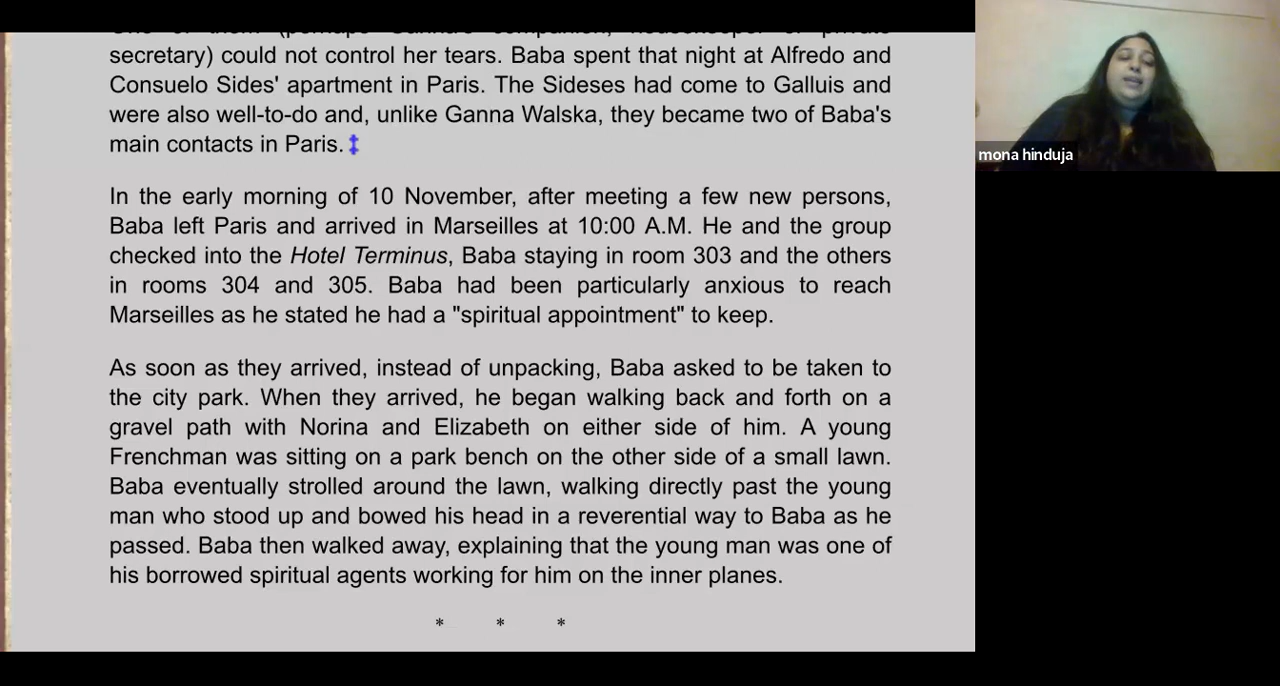 secretary) could not control her tears. Baba spent that night at Alfredo and
Consuelo Sides' apartment in Paris. The Sideses had come to Galluis and
were also well-to-do and, unlike Ganna Walska, they became two of Baba's
main contacts in Paris. ‡
In the early morning of 10 November, after meeting a few new persons,
Baba left Paris and arrived in Marseilles at 10:00 A.M. He and the group
checked into the Hotel Terminus, Baba staying in room 303 and the others
in rooms 304 and 305. Baba had been particularly anxious to reach
Marseilles as he stated he had a "spiritual appointment" to keep.
As soon as they arrived, instead of unpacking, Baba asked to be taken to
the city park. When they arrived, he began walking back and forth on a
gravel path with Norina and Elizabeth on either side of him. A young
Frenchman was sitting on a park bench on the other side of a small lawn.
Baba eventually strolled around the lawn, walking directly past the young
man who stood up and bowed his head in a reverential way to Baba as he
passed. Baba then walked away, explaining that the young man was one of
his borrowed spiritual agents working for him on the inner planes.
* * *
mona hinduja